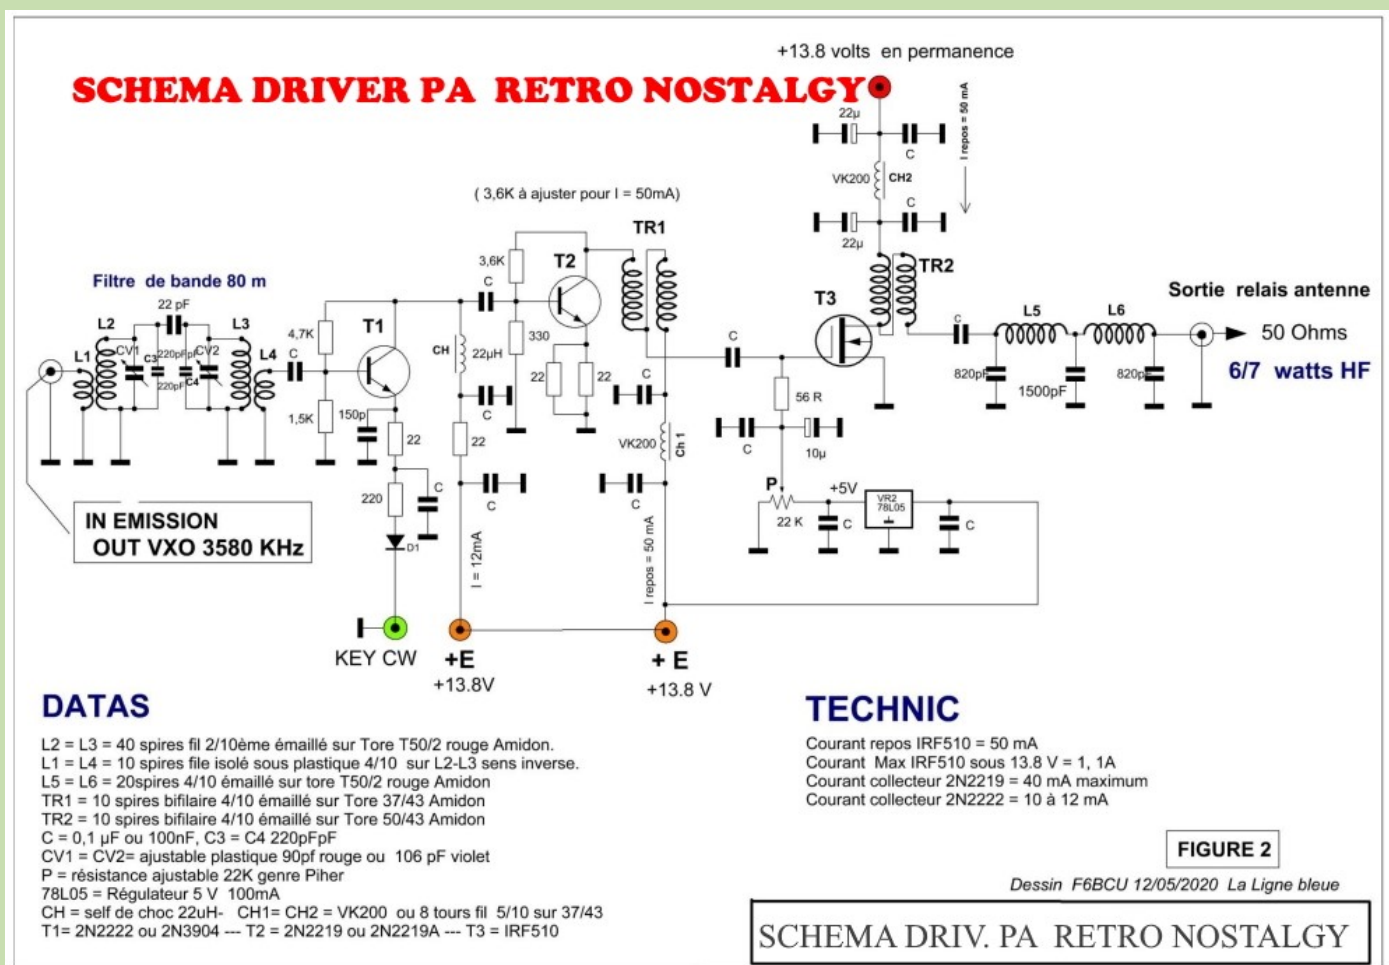 +13.8 volts en permanence
SCHEMA DRIVER PA RETRO NOSTALGY
I repos = 50 mA
22µ
C
VK200
CH2
22µ
C
( 3,6K à ajuster pour I = 50mA)
TR1
TR2
3,6K
T2
C
Filtre de bande 80 m
22 pF
L2
L3
L1
CV1
C3
220pF
220pF
C4
CV2
L4
C
4,7K
T1
CH
22µH
330
22
22
C
1,5K
150p
22
C
22
C
220
C
D1
I = 12mA
VK200
Ch 1
C
C
I repos = 50 mA
T3
C
56 R
C
10µ
P
22 K
+5V
C
VR2
78L05
C
Sortie relais antenne
C
L5
L6
50 Ohms
6/7 watts HF
820pF
1500pF
820pF
IN EMISSION
OUT VXO 3580 KHz
KEY CW
+E
+13.8V
+ E
+13.8 V
DATAS
L2 = L3 = 40 spires fil 2/10ème émaillé sur Tore T50/2 rouge Amidon.
L1 = L4 = 10 spires file isolé sous plastique 4/10 sur L2-L3 sens inverse.
L5 = L6 = 20spires 4/10 émaillé sur tore T50/2 rouge Amidon
TR1 = 10 spires bifilaire 4/10 émaillé sur Tore 37/43 Amidon
TR2 = 10 spires bifilaire 4/10 émaillé sur Tore 50/43 Amidon
C = 0,1 µF ou 100nF, C3 = C4 220pFpF
CV1 = CV2= ajustable plastique 90pf rouge ou 106 pF violet
P = résistance ajustable 22K genre Piher
78L05 = Régulateur 5 V 100mA
CH = self de choc 22uH- CH1= CH2 = VK200 ou 8 tours fil 5/10 sur 37/43
T1= 2N2222 ou 2N3904 --- T2 = 2N2219 ou 2N2219A --- T3 = IRF510
TECHNIC
Courant repos IRF510 = 50 mA
Courant Max IRF510 sous 13.8 V = 1, 1A
Courant collecteur 2N2219 = 40 mA maximum
Courant collecteur 2N2222 = 10 à 12 mA
FIGURE 2
Dessin F6BCU 12/05/2020 La Ligne bleue
SCHEMA DRIV. PA RETRO NOSTALGY